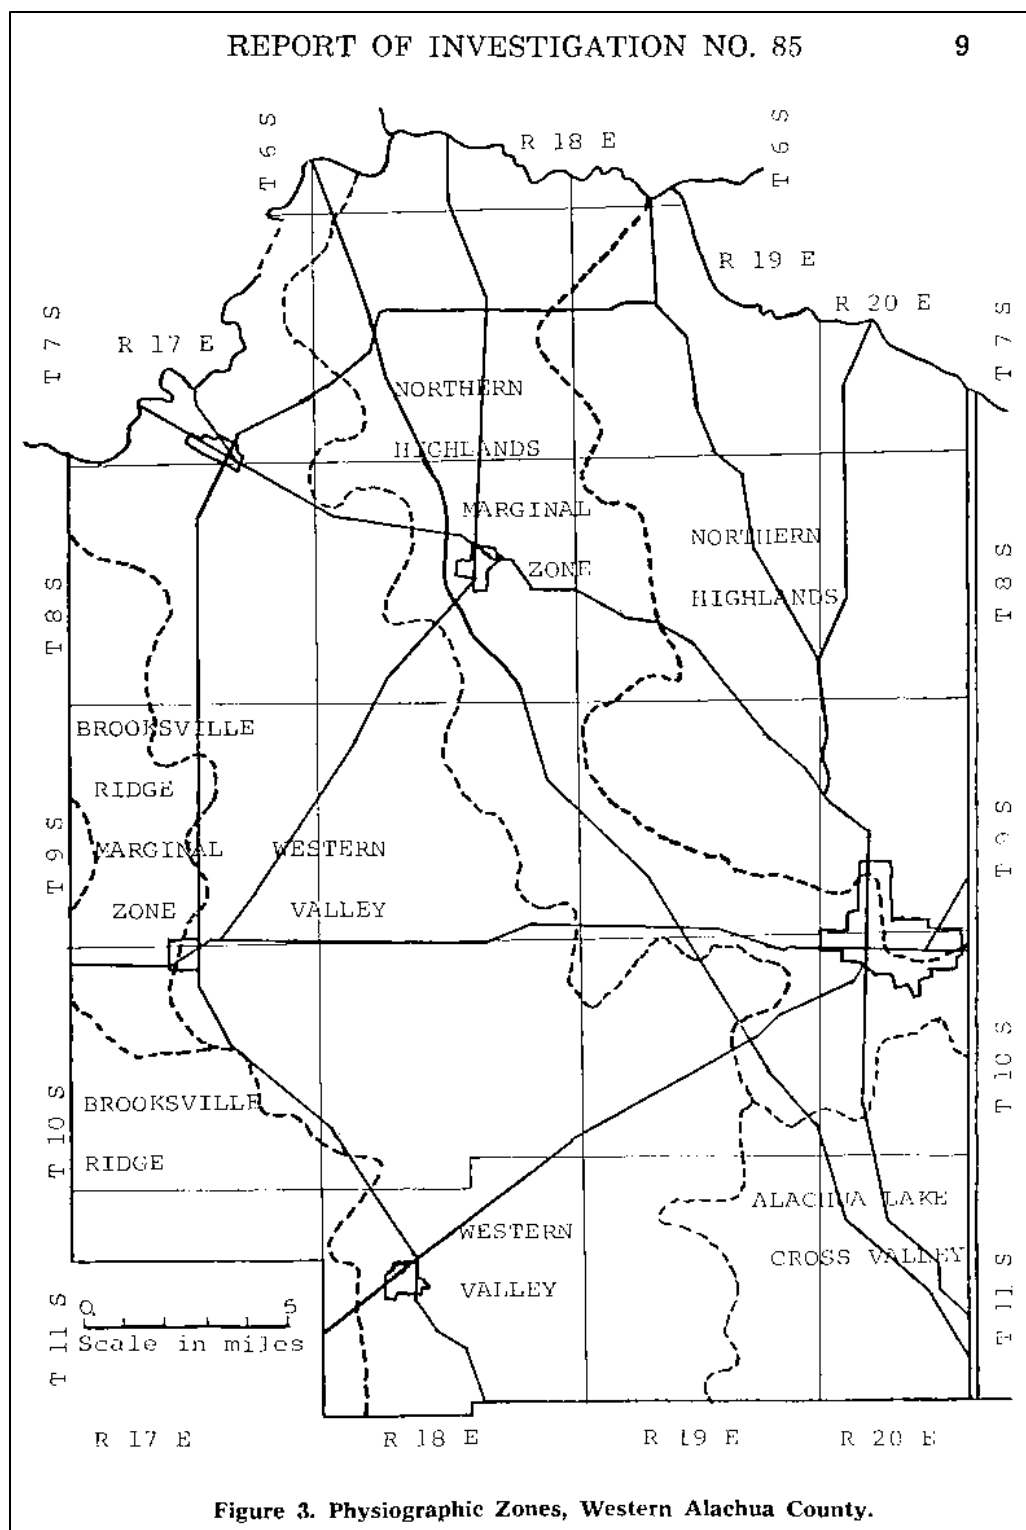 REPORT OF INVESTIGATION NO. 85 9
T 6 S
R 18 E
T 6 S
R 19 E
R 20 E
T 7 S
R 17 E
T 7 S
NORTHERN
HIGHLANDS
MARGINAL
ZONE
NORTHERN
HIGHLANDS
T 8 S
T 8 S
BROOKSVILLE
RIDGE
MARGINAL
ZONE
WESTERN
VALLEY
T 9 S
T 9 S
T 10 S
T 10 S
BROOKSVILLE
RIDGE
ALACHUA LAKE
CROSS VALLEY
WESTERN
VALLEY
T 11 S
T 11 S
0 5
Scale in miles
R 17 E R 18 E R 19 E R 20 E
Figure 3. Physiographic Zones, Western Alachua County.